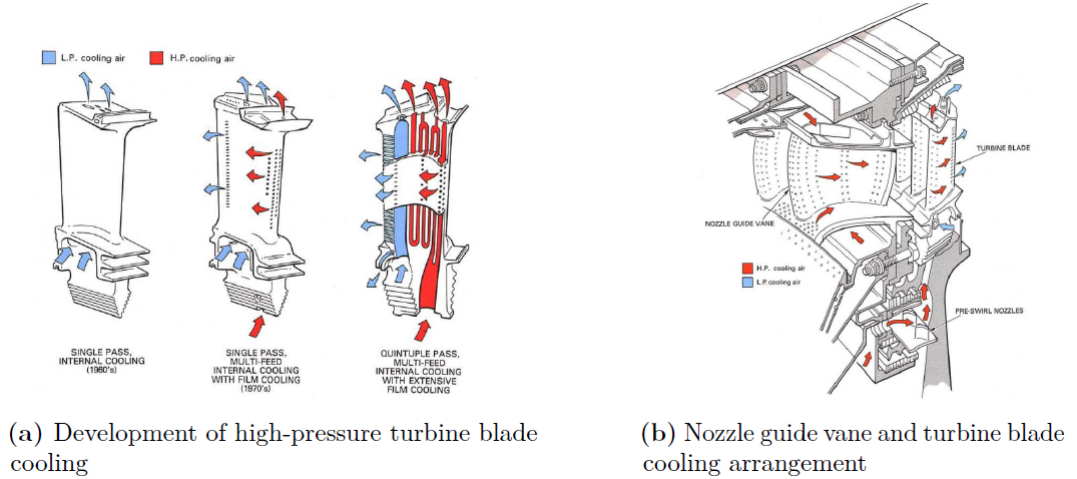 L.P. cooling air
H.P. cooling air
SINGLE PASS,
INTERNAL COOLING
(1960's)
SINGLE PASS,
MULTI-FEED
INTERNAL COOLING
WITH FILM COOLING
(1970's)
QUINTUPLE PASS,
MULTI-FEED
INTERNAL COOLING
WITH EXTENSIVE
FILM COOLING
(a) Development of high-pressure turbine blade
cooling
TURBINE BLADE
NOZZLE GUIDE VANE
H.P. cooling air
L.P. cooling air
PRE-SWIRL NOZZLES
(b) Nozzle guide vane and turbine blade
cooling arrangement